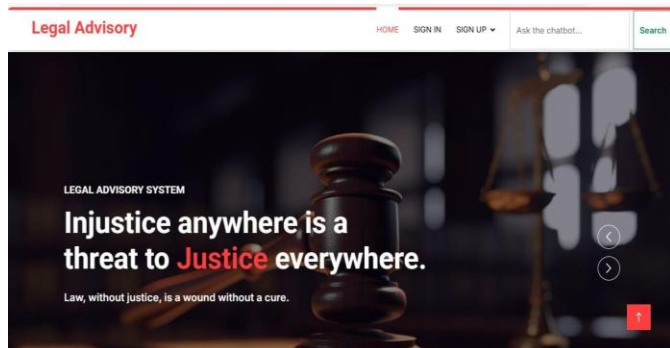 Legal Advisory
HOME SIGN IN SIGN UP Ask the chatbot... Search
LEGAL ADVISORY SYSTEM
Injustice anywhere is a
threat to Justice everywhere.
Law, without justice, is a wound without a cure.